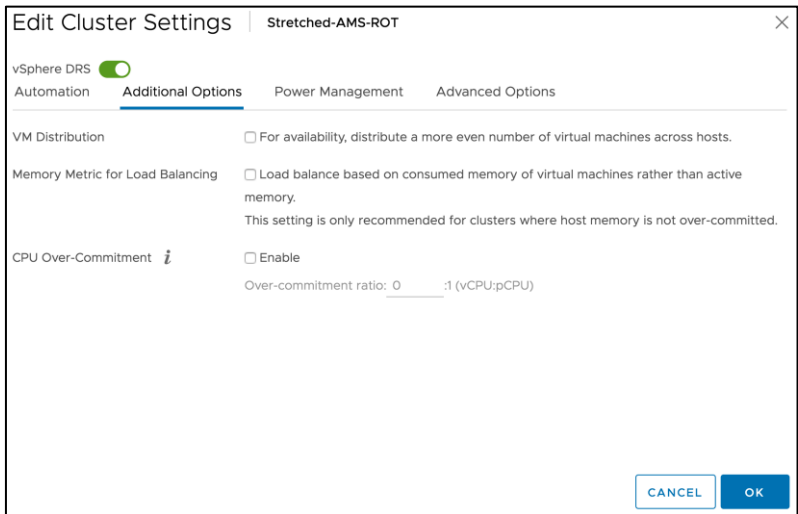 Edit Cluster Settings Stretched-AMS-ROT
vSphere DRS
Automation Additional Options Power Management Advanced Options
VM Distribution For availability, distribute a more even number of virtual machines across hosts.
Memory Metric for Load Balancing Load balance based on consumed memory of virtual machines rather than active
memory.
This setting is only recommended for clusters where host memory is not over-committed.
CPU Over-Commitment i Enable
Over-commitment ratio: 0 :1 (vCPU:pCPU)
CANCEL OK